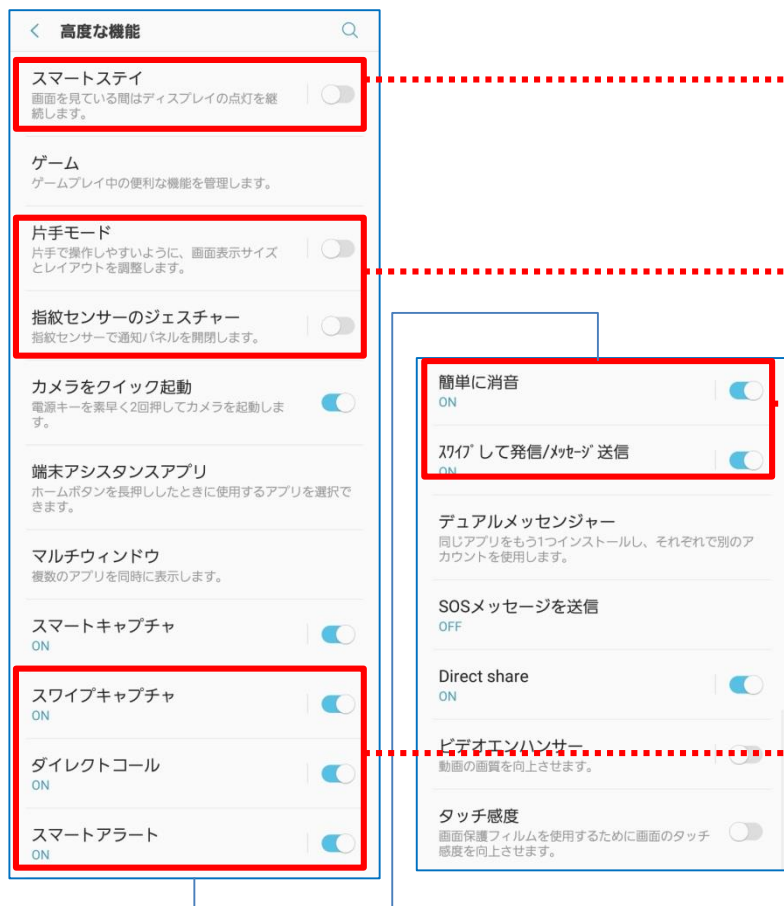 高度な機能
スマートステイ
画面を見ている間はディスプレイの点灯を継
続します。
ゲーム
ゲームプレイ中の便利な機能を管理します。
片手モード
片手で操作しやすいように、画面表示サイズ
とレイアウトを調整します。
指紋センサーのジェスチャー
指紋センサーで通知パネルを開閉します。
カメラをクイック起動
電源キーを素早く2回押してカメラを起動しま
す。
端末アシスタンスアプリ
ホームボタンを長押ししたときに使用するアプリを選択で
きます。
マルチウィンドウ
複数のアプリを同時に表示します。
スマートキャプチャ
ON
スワイプキャプチャ
ON
ダイレクトコール
ON
スマートアラート
ON
簡単に消音
ON
ｽﾜｲﾌﾟして発信/ﾒｯｾｰｼﾞ送信
ON
デュアルメッセンジャー
同じアプリをもう1つインストールし、それぞれで別のア
カウントを使用します。
SOSメッセージを送信
OFF
Direct share
ON
ビデオエンハンサー
動画の画質を向上させます。
タッチ感度
画面保護フィルムを使用するために画面のタッチ
感度を向上させます。